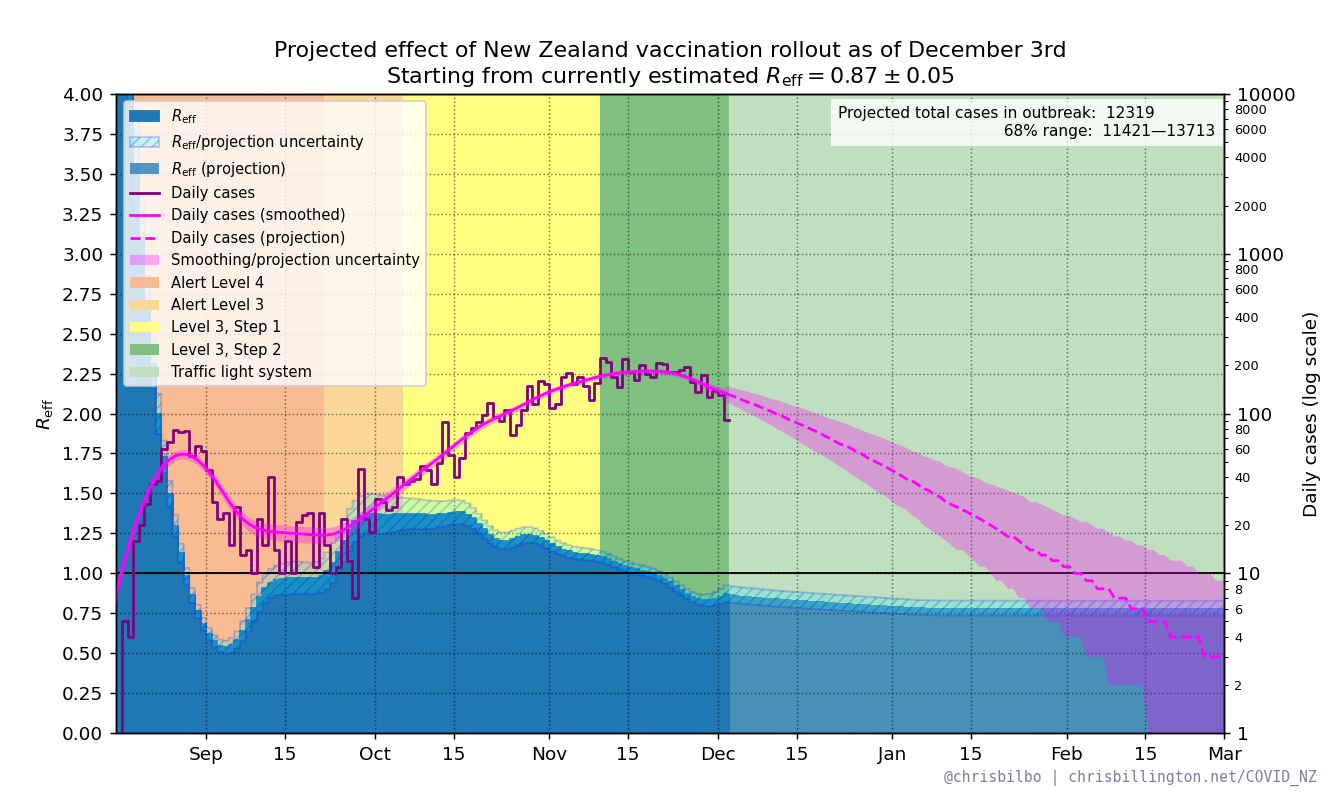 Projected effect of New Zealand vaccination rollout as of December 3rd
Starting from currently estimated R_eff = 0.87 ± 0.05
R_eff
R_eff/projection uncertainty
R_eff (projection)
Daily cases
Daily cases (smoothed)
Daily cases (projection)
Smoothing/projection uncertainty
Alert Level 4
Alert Level 3
Level 3, Step 1
Level 3, Step 2
Traffic light system
Projected total cases in outbreak: 12319
68% range: 11421—13713
R_eff
4.00
3.75
3.50
3.25
3.00
2.75
2.50
2.25
2.00
1.75
1.50
1.25
1.00
0.75
0.50
0.25
0.00
10000
8000
6000
4000
2000
1000
800
600
400
200
100
80
60
40
20
10
8
6
4
2
1
Daily cases (log scale)
Sep 15 Oct 15 Nov 15 Dec 15 Jan 15 Feb 15 Mar
@chrisbilbo | chrisbillington.net/COVID_NZ